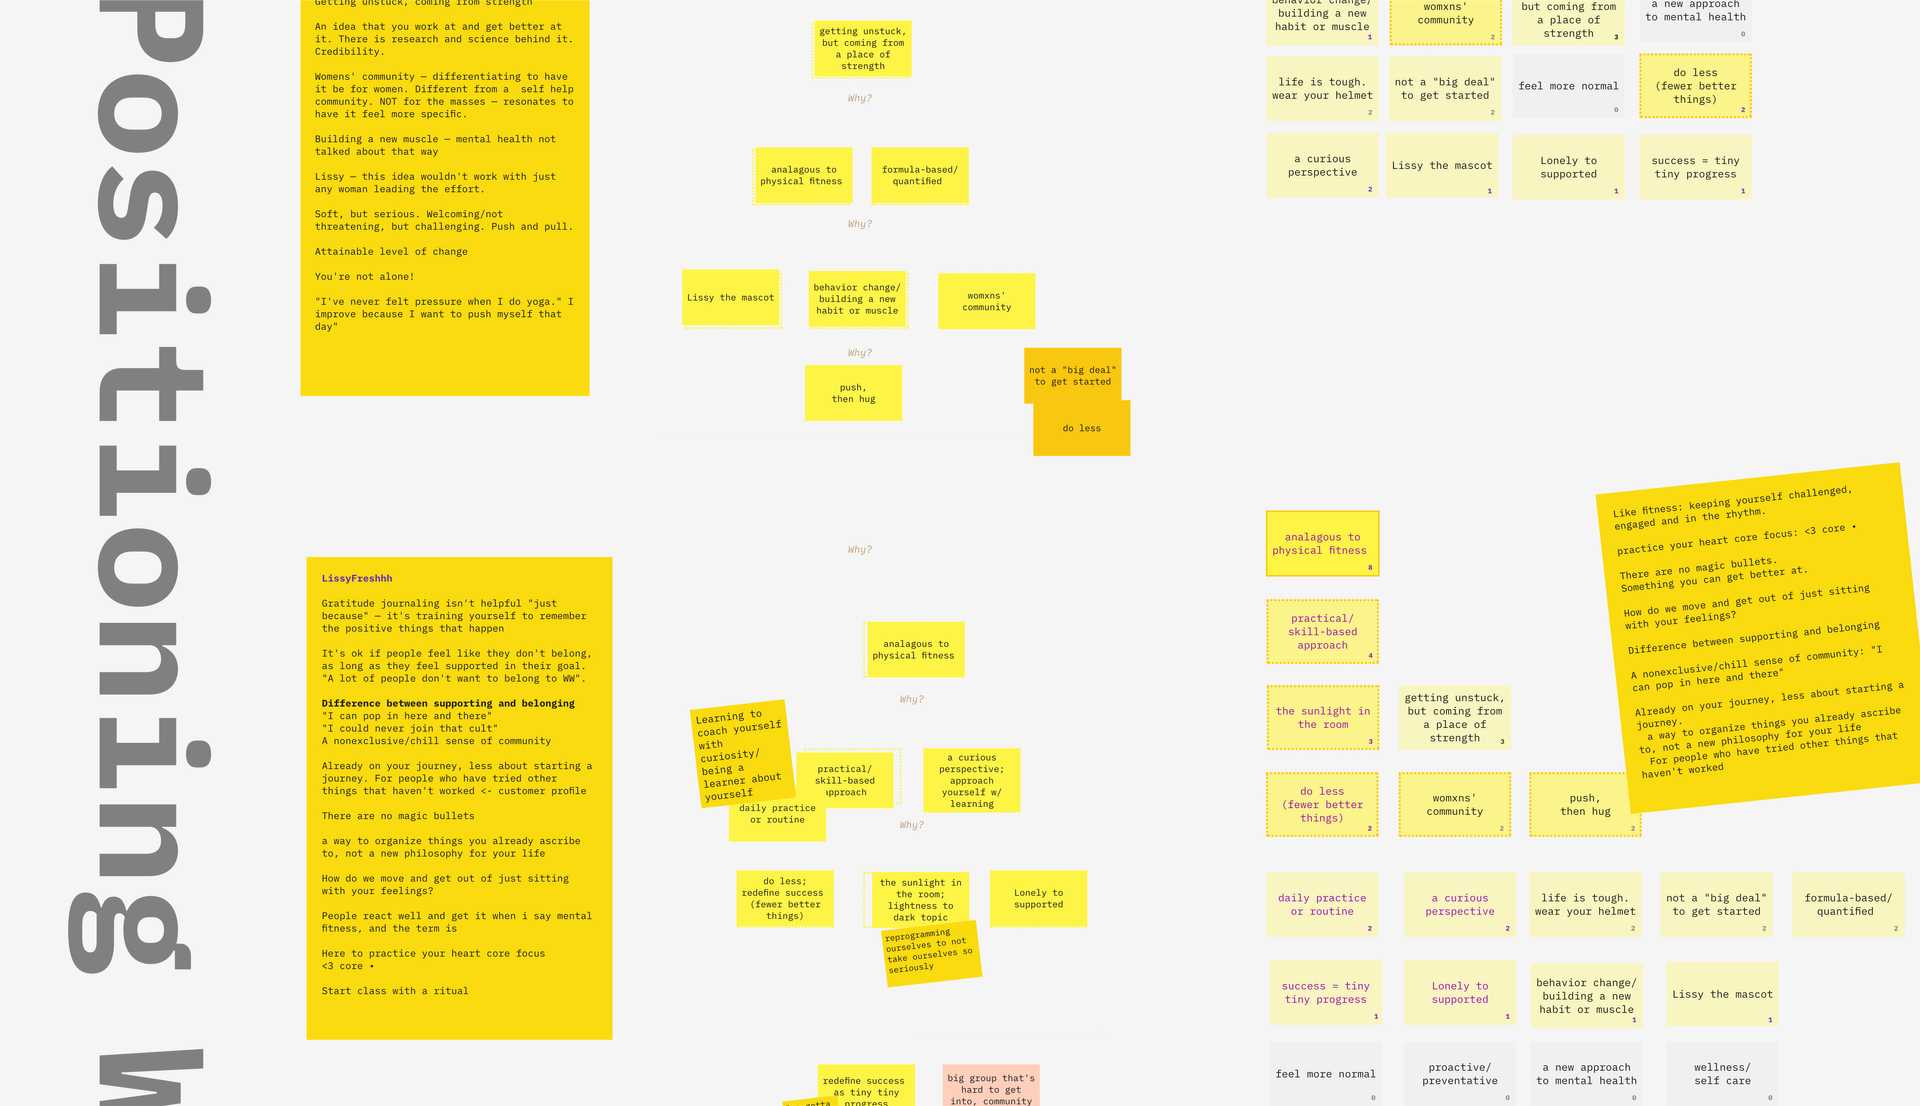 Positioning W
Getting unstuck, coming from strength
An idea that you work at and get better at
it. There is research and science behind it.
Credibility.
Womens' community — differentiating to have
it be for women. Different from a  self help
community. NOT for the masses — resonates to
have it feel more specific.
Building a new muscle — mental health not
talked about that way
Lissy — this idea wouldn't work with just
any woman leading the effort.
Soft, but serious. Welcoming/not
threatening, but challenging. Push and pull.
Attainable level of change
You're not alone!
"I've never felt pressure when I do yoga." I
improve because I want to push myself that
day"
getting unstuck,
but coming from
a place of
strength
Why?
analagous to
physical fitness
formula-based/
quantified
Why?
Lissy the mascot
behavior change/
building a new
habit or muscle
womxns'
community
Why?
push,
then hug
not a "big deal"
to get started
do less
behavior change/
building a new
habit or muscle
1
womxns'
community
2
but coming from
a place of
strength
3
a new approach
to mental health
0
life is tough.
wear your helmet
2
not a "big deal"
to get started
2
feel more normal
0
do less
(fewer better
things)
2
a curious
perspective
2
Lissy the mascot
1
Lonely to
supported
1
success = tiny
tiny progress
1
LissyFreshhh
Gratitude journaling isn't helpful "just
because" — it's training yourself to remember
the positive things that happen
It's ok if people feel like they don't belong,
as long as they feel supported in their goal.
"A lot of people don't want to belong to WW".
Difference between supporting and belonging
"I can pop in here and there"
"I could never join that cult"
A nonexclusive/chill sense of community
Already on your journey, less about starting a
journey. For people who have tried other
things that haven't worked <- customer profile
There are no magic bullets
a way to organize things you already ascribe
to, not a new philosophy for your life
How do we move and get out of just sitting
with your feelings?
People react well and get it when i say mental
fitness, and the term is
Here to practice your heart core focus
<3 core •
Start class with a ritual
Why?
analagous to
physical fitness
Why?
Learning to
coach yourself
with
curiosity/
being a
learner about
yourself
practical/
skill-based
approach
daily practice
or routine
a curious
perspective;
approach
yourself w/
learning
Why?
do less;
redefine success
(fewer better
things)
the sunlight in
the room;
lightness to
dark topic
Lonely to
supported
reprogramming
ourselves to not
take ourselves so
seriously
redefine success
as tiny tiny
progress
big group that's
hard to get
into, community
analagous to
physical fitness
8
practical/
skill-based
approach
4
the sunlight in
the room
3
getting unstuck,
but coming from
a place of
strength
3
do less
(fewer better
things)
2
womxns'
community
2
push,
then hug
2
daily practice
or routine
2
a curious
perspective
2
life is tough.
wear your helmet
2
not a "big deal"
to get started
2
formula-based/
quantified
2
success = tiny
tiny progress
1
Lonely to
supported
1
behavior change/
building a new
habit or muscle
1
Lissy the mascot
1
feel more normal
0
proactive/
preventative
0
a new approach
to mental health
0
wellness/
self care
0
Like fitness: keeping yourself challenged,
engaged and in the rhythm.
practice your heart core focus: <3 core •
There are no magic bullets.
Something you can get better at.
How do we move and get out of just sitting
with your feelings?
Difference between supporting and belonging
A nonexclusive/chill sense of community: "I
can pop in here and there"
Already on your journey, less about starting a
journey.
a way to organize things you already ascribe
to, not a new philosophy for your life
For people who have tried other things that
haven't worked